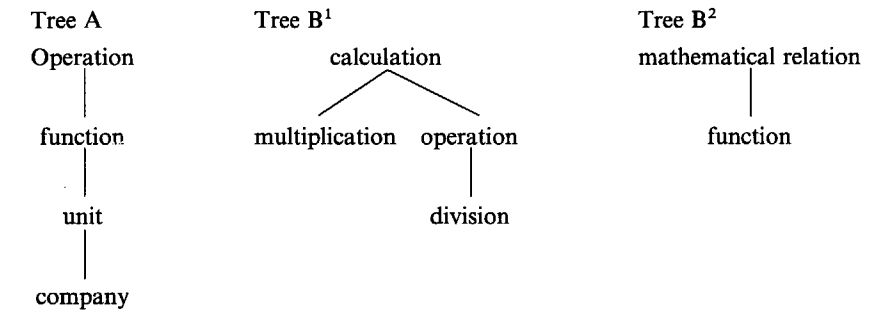 Tree A Tree B¹ Tree B²
Operation calculation mathematical relation
function multiplication operation function
unit division
company